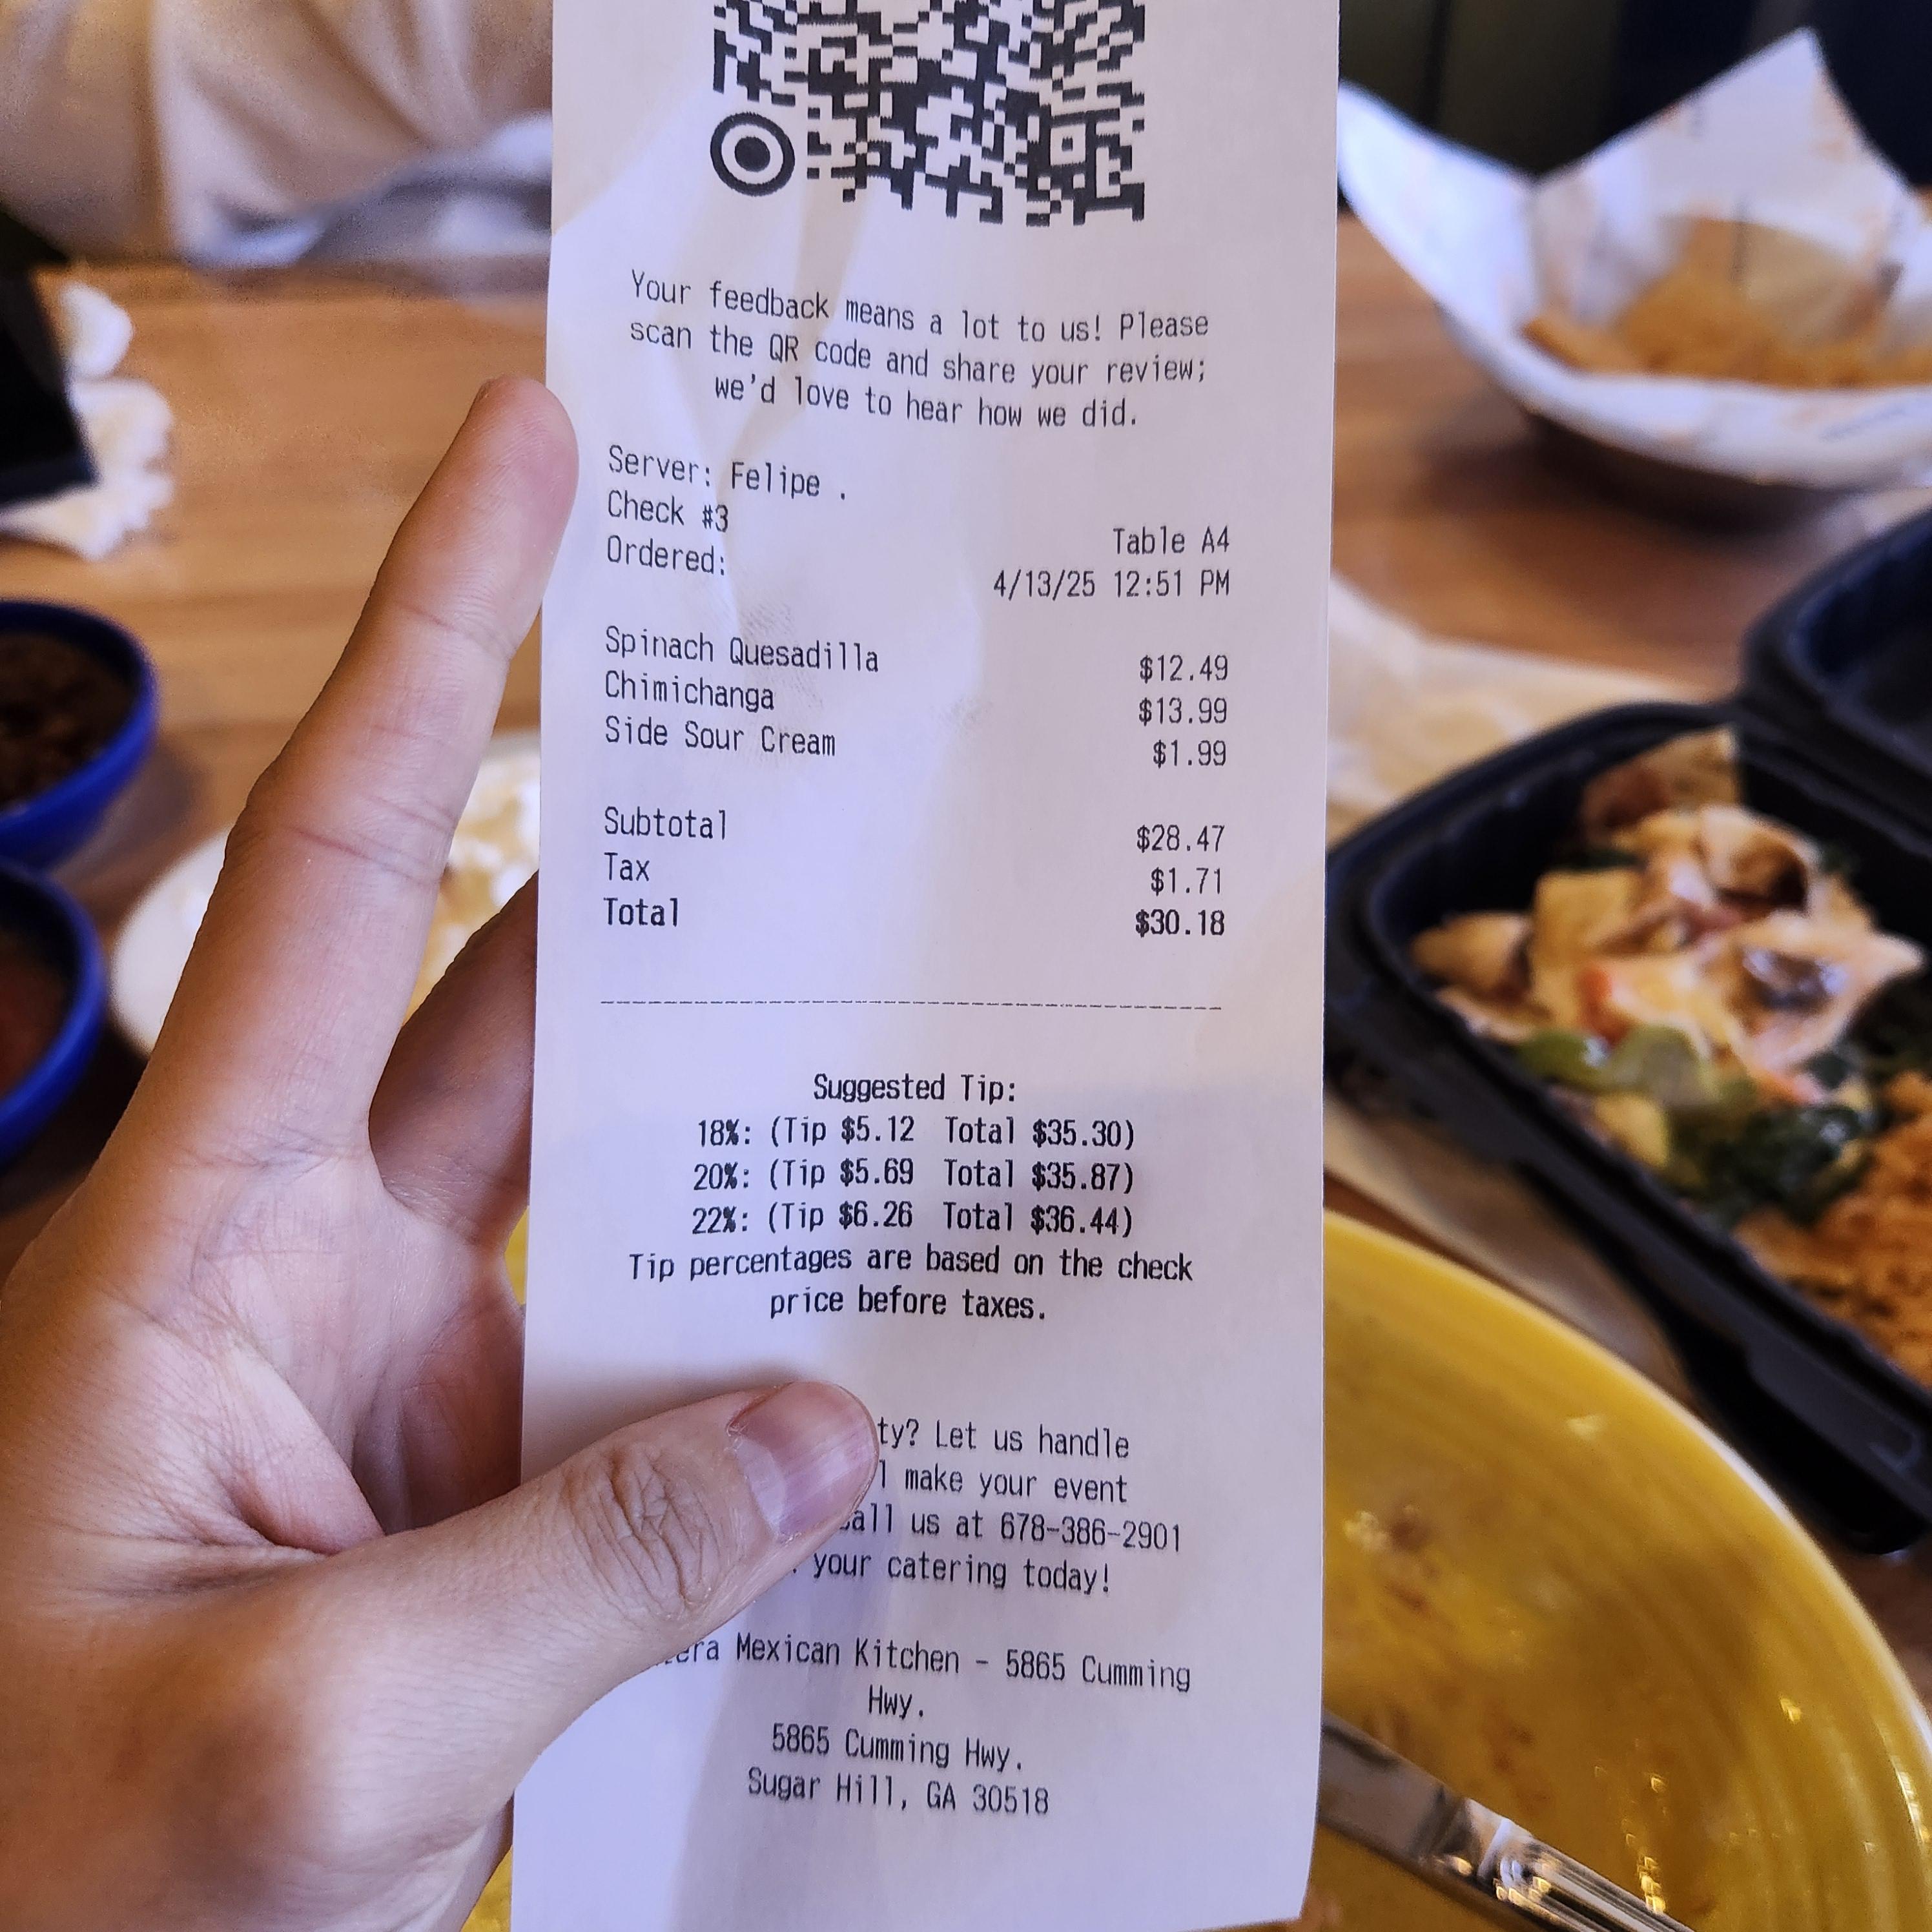 Your feedback means a lot to us! Please
scan the QR code and share your review;
we'd love to hear how we did.
Server: Felipe .
Check #3
Table A4
Ordered:
4/13/25 12:51 PM
Spinach Quesadilla $12.49
Chimichanga $13.99
Side Sour Cream $1.99
Subtotal $28.47
Tax $1.71
Total $30.18
Suggested Tip:
18%: (Tip $5.12 Total $35.30)
20%: (Tip $5.69 Total $35.87)
22%: (Tip $6.26 Total $36.44)
Tip percentages are based on the check
price before taxes.
Let us handle
make your event
us at 678-386-2901
your catering today!
Mexican Kitchen - 5865 Cumming
Hwy.
5865 Cumming Hwy.
Sugar Hill, GA 30518